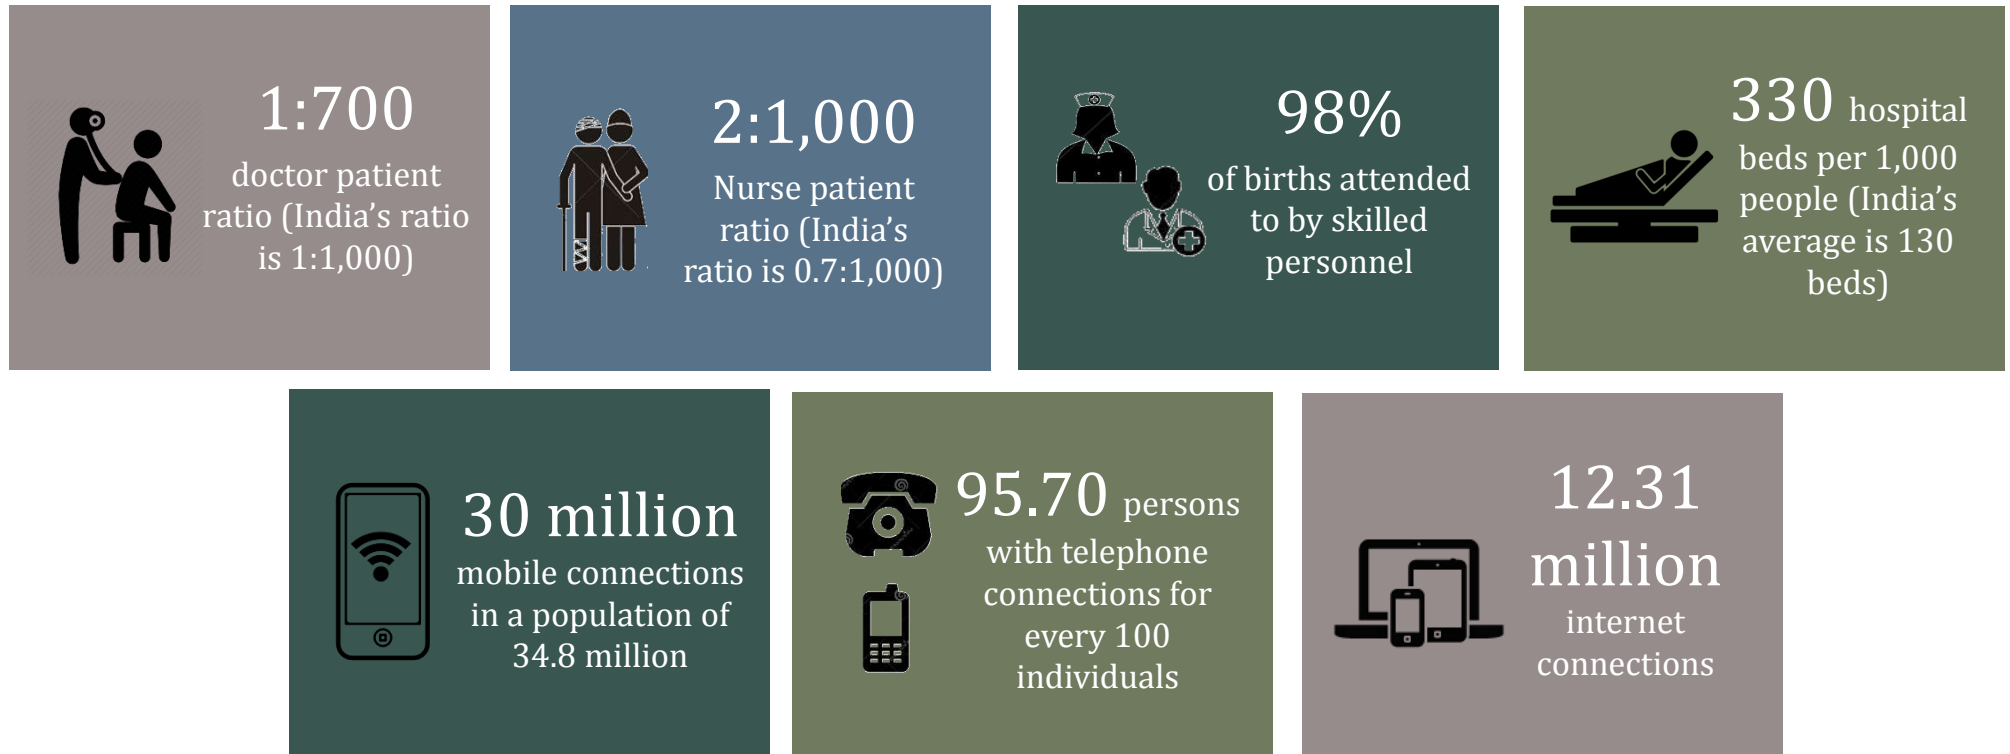 1:700
doctor patient
ratio (India’s ratio
is 1:1,000)
2:1,000
Nurse patient
ratio (India’s
ratio is 0.7:1,000)
98%
of births attended
to by skilled
personnel
330 hospital
beds per 1,000
people (India’s
average is 130
beds)
30 million
mobile connections
in a population of
34.8 million
95.70 persons
with telephone
connections for
every 100
individuals
12.31
million
internet
connections